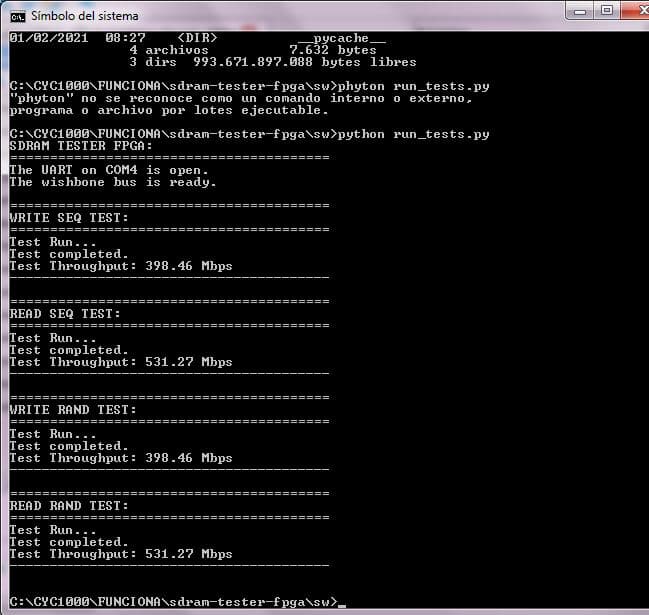 Símbolo del sistema
01/02/2021  08:27    <DIR>          __pycache__
               4 archivos          7.632 bytes
               3 dirs  993.671.897.088 bytes libres

C:\CYC1000\FUNCIONA\sdram-tester-fpga\sw>phyton run_tests.py
"phyton" no se reconoce como un comando interno o externo,
programa o archivo por lotes ejecutable.

C:\CYC1000\FUNCIONA\sdram-tester-fpga\sw>python run_tests.py
SDRAM TESTER FPGA:
========================================
The UART on COM4 is open.
The wishbone bus is ready.

========================================
WRITE SEQ TEST:
========================================
Test Run...
Test completed.
Test Throughput: 398.46 Mbps
----------------------------------------

========================================
READ SEQ TEST:
========================================
Test Run...
Test completed.
Test Throughput: 531.27 Mbps
----------------------------------------

========================================
WRITE RAND TEST:
========================================
Test Run...
Test completed.
Test Throughput: 398.46 Mbps
----------------------------------------

========================================
READ RAND TEST:
========================================
Test Run...
Test completed.
Test Throughput: 531.27 Mbps
----------------------------------------

C:\CYC1000\FUNCIONA\sdram-tester-fpga\sw>_